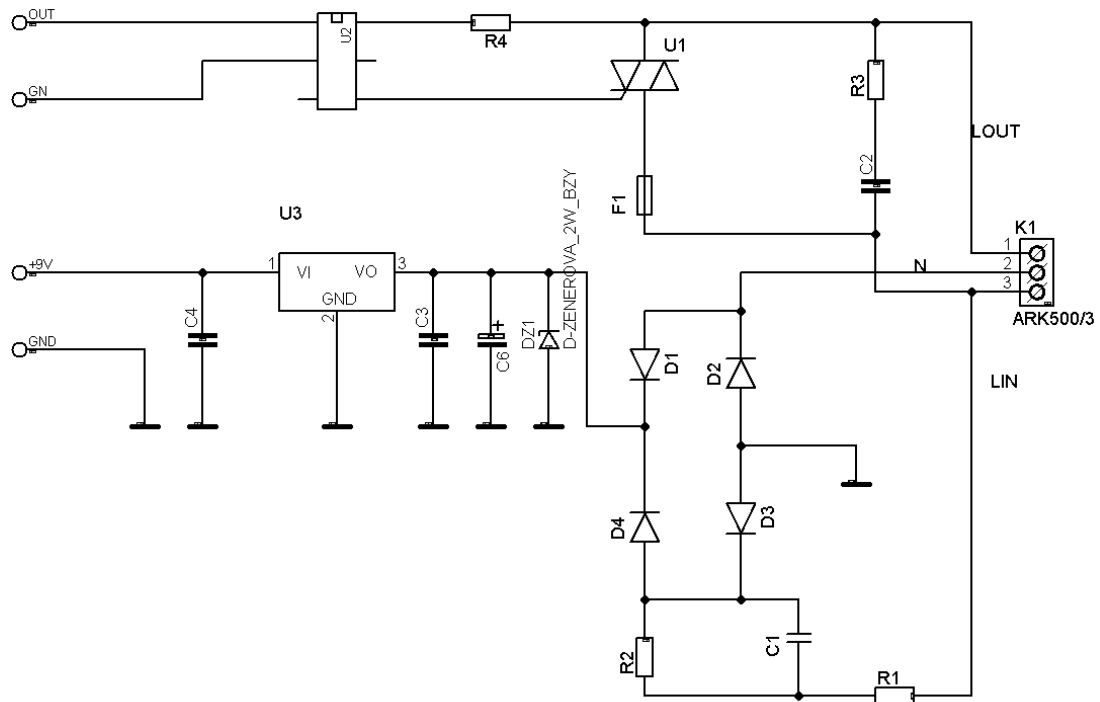 OUT
U2
R4
U1
R3
GN
LOUT
C2
F1
U3
D-ZENEROVA_2W_BZY
K1
1
+9V
1
VI
VO
3
N
2
GND
3
2
C4
C3
+
C6
DZ1
ARK500/3
GND
D1
D2
LIN
D4
D3
R2
C1
R1